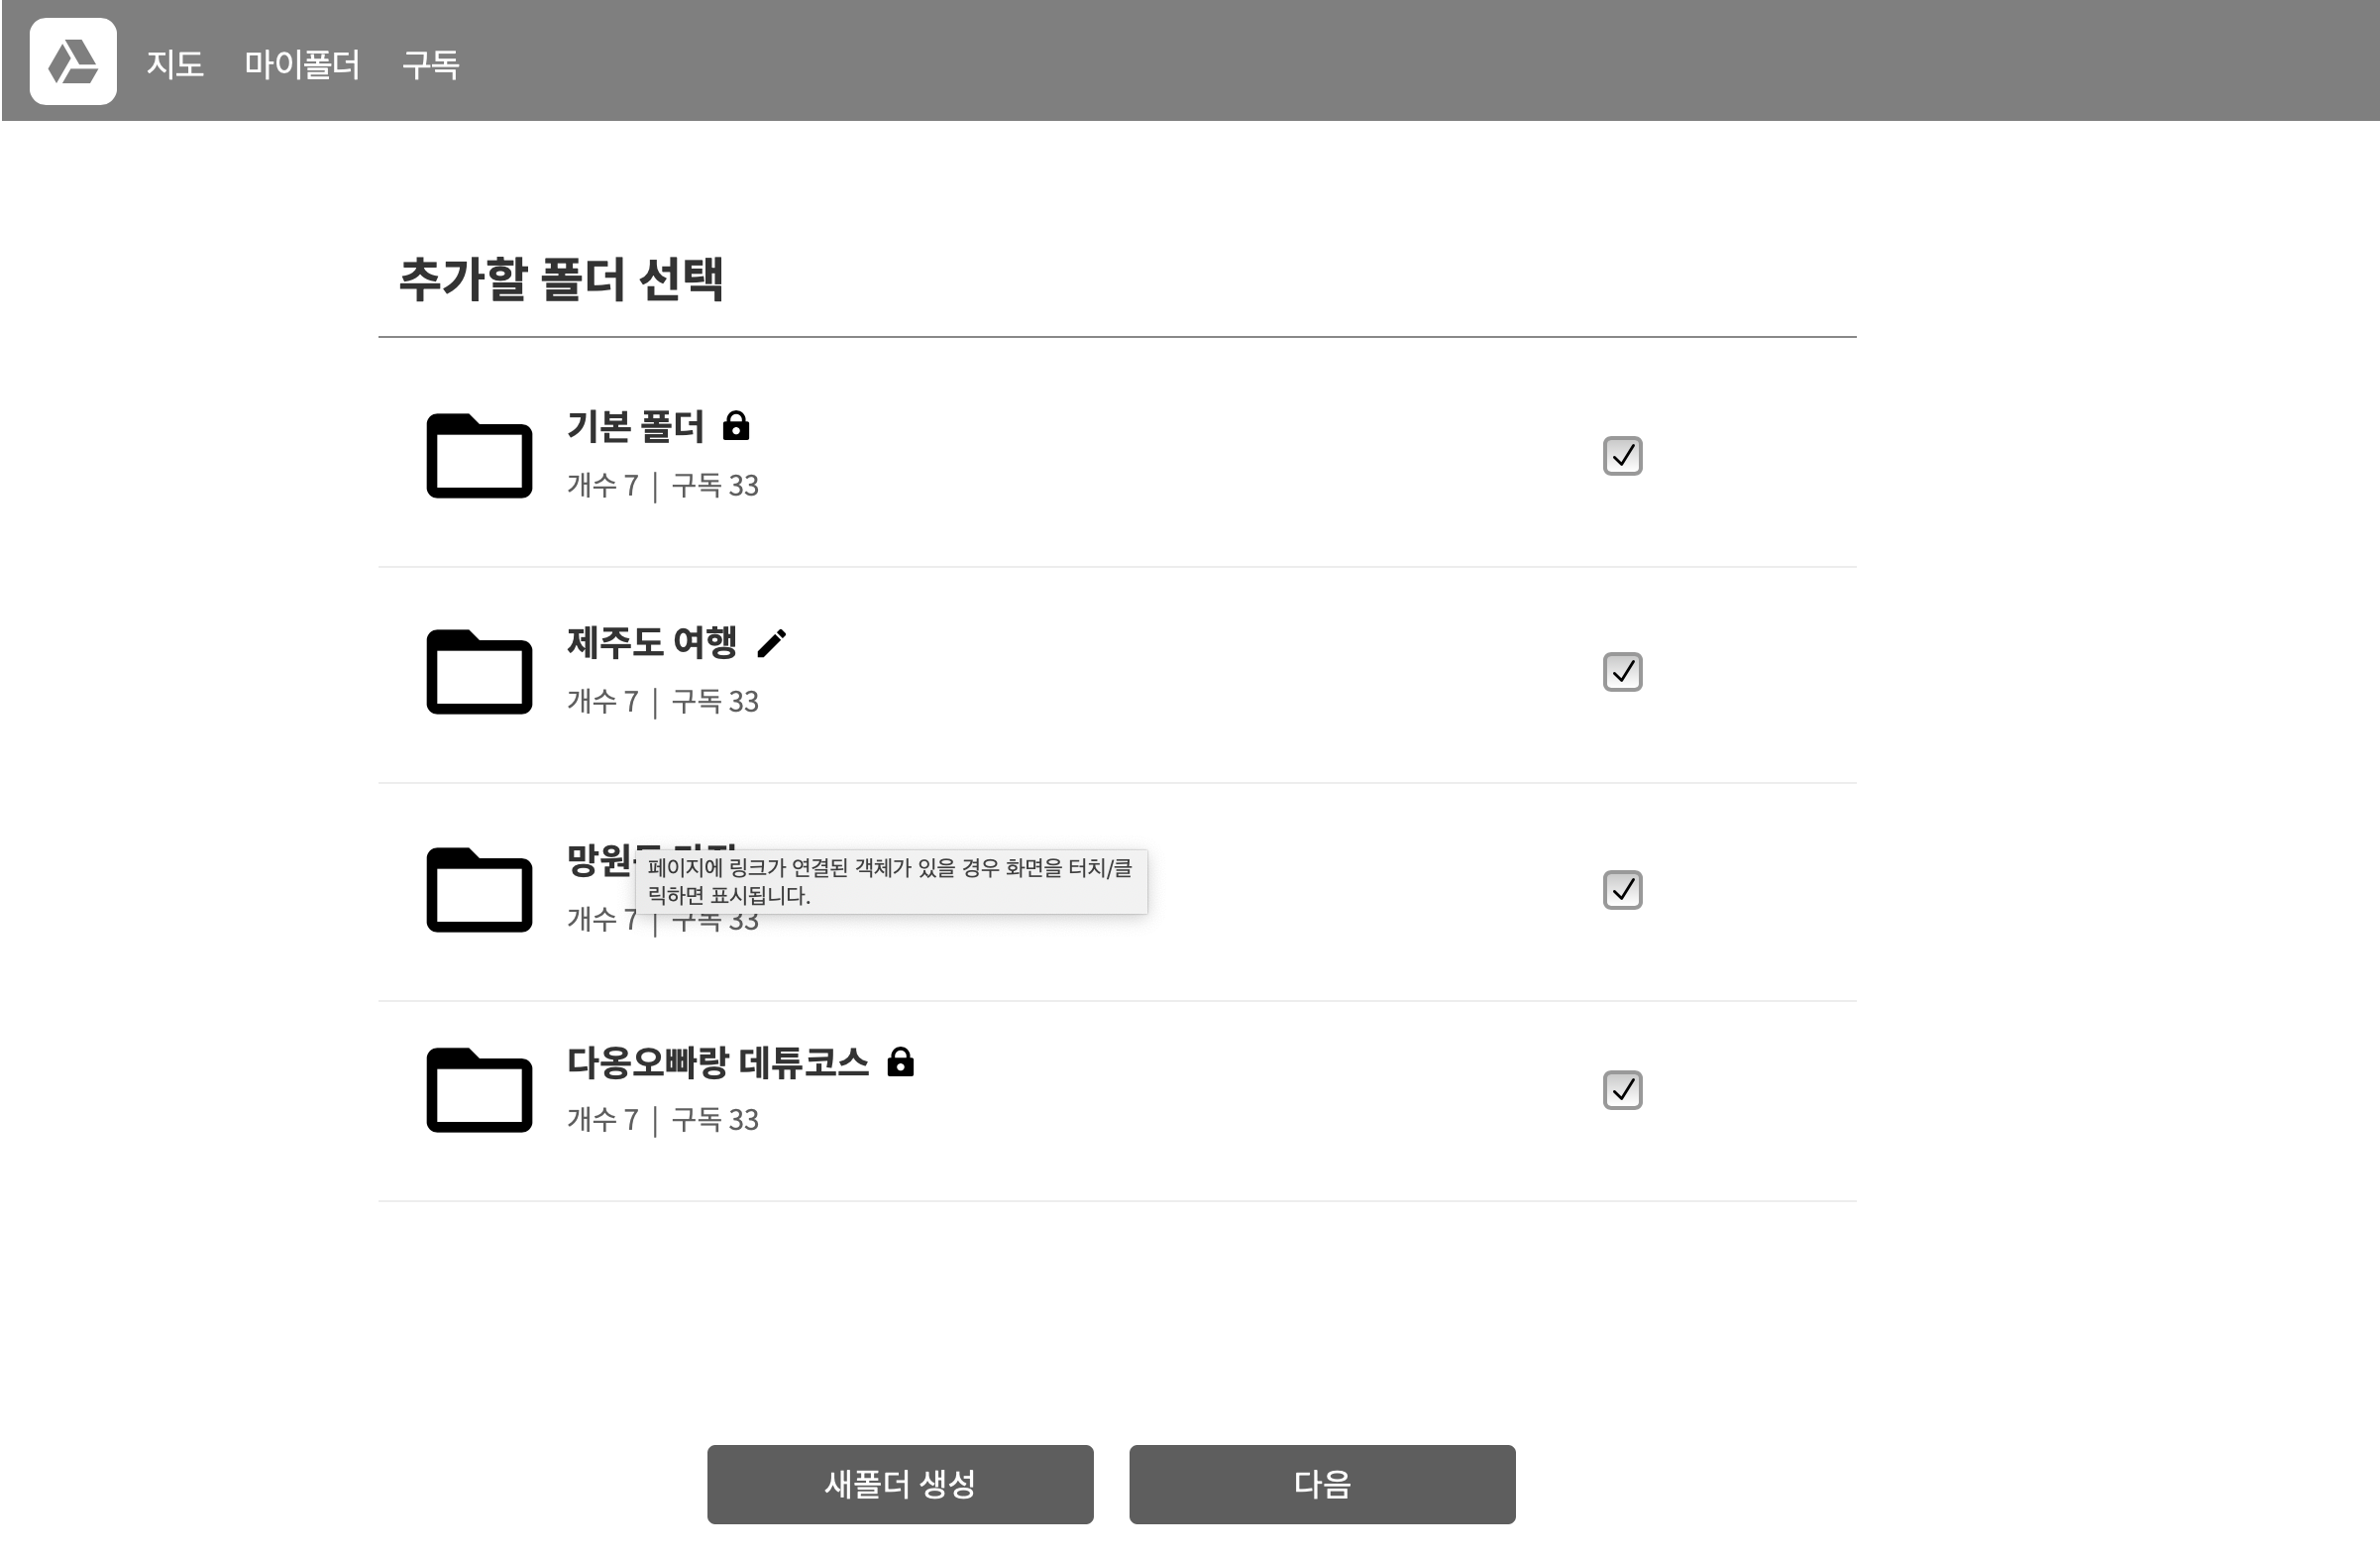 지도 마이폴더 구독
추가할 폴더 선택
기본 폴더
개수 7 | 구독 33
제주도 여행
개수 7 | 구독 33
페이지에 링크가 연결된 객체가 있을 경우 화면을 터치/클
릭하면 표시됩니다.
개수 7 | 구독 33
다옹오빠랑 데튜코스
개수 7 | 구독 33
새폴더 생성 다음